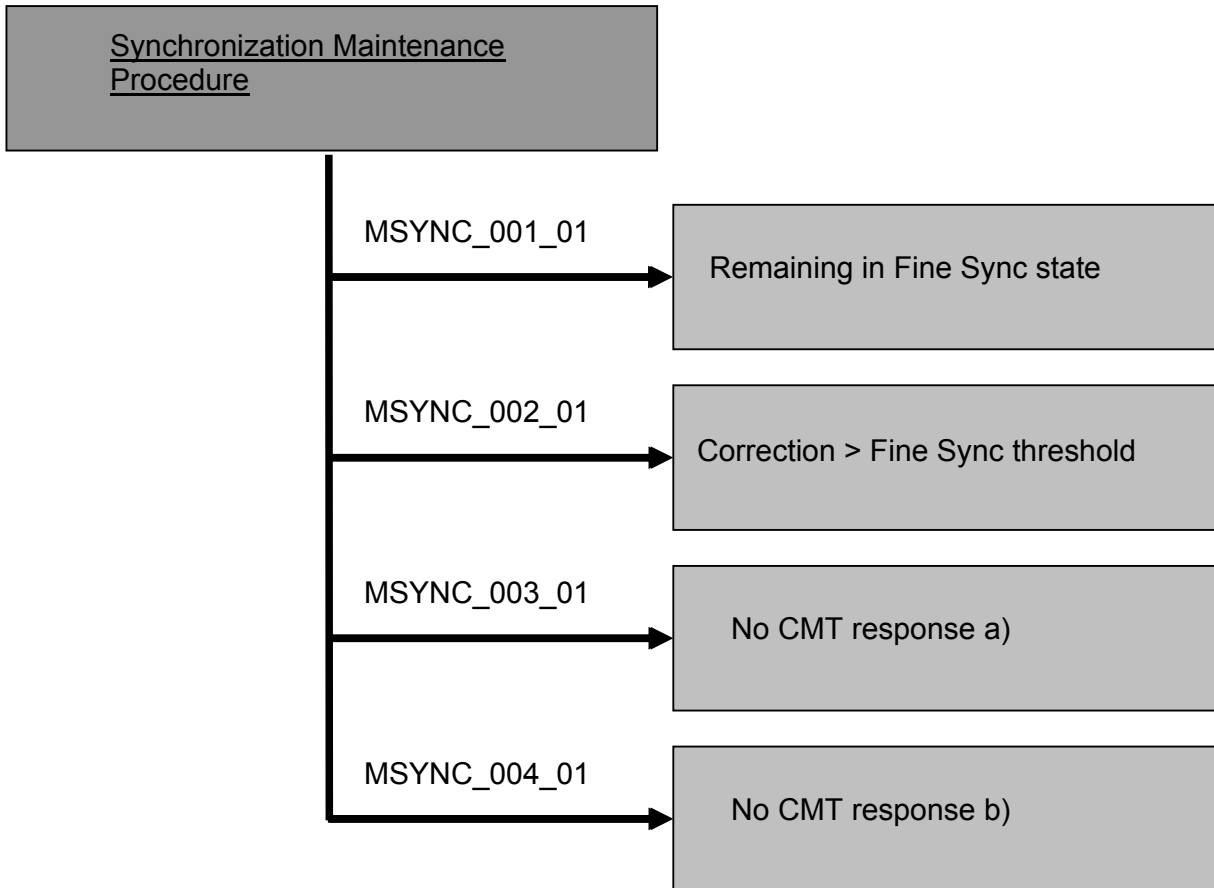 Synchronization Maintenance
Procedure
MSYNC_001_01
Remaining in Fine Sync state
MSYNC_002_01
Correction > Fine Sync threshold
MSYNC_003_01
No CMT response a)
MSYNC_004_01
No CMT response b)